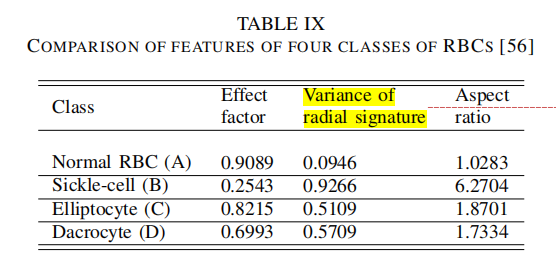 TABLE IX
COMPARISON OF FEATURES OF FOUR CLASSES OF RBCS [56]
Class Effect factor Variance of radial signature Aspect ratio
Normal RBC (A) 0.9089 0.0946 1.0283
Sickle-cell (B) 0.2543 0.9266 6.2704
Elliptocyte (C) 0.8215 0.5109 1.8701
Dacrocyte (D) 0.6993 0.5709 1.7334